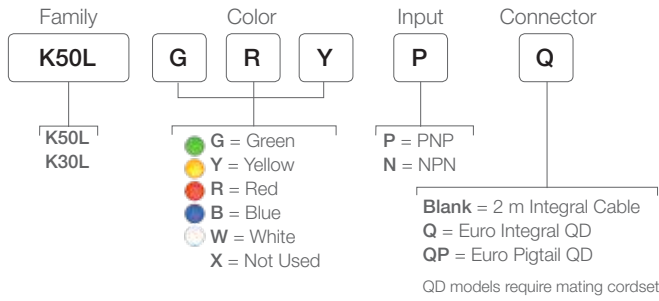 Family Color Input Connector
K50L G R Y P Q
K50L
K30L
G = Green
Y = Yellow
R = Red
B = Blue
W = White
X = Not Used
P = PNP
N = NPN
Blank = 2 m Integral Cable
Q = Euro Integral QD
QP = Euro Pigtail QD
QD models require mating cordset